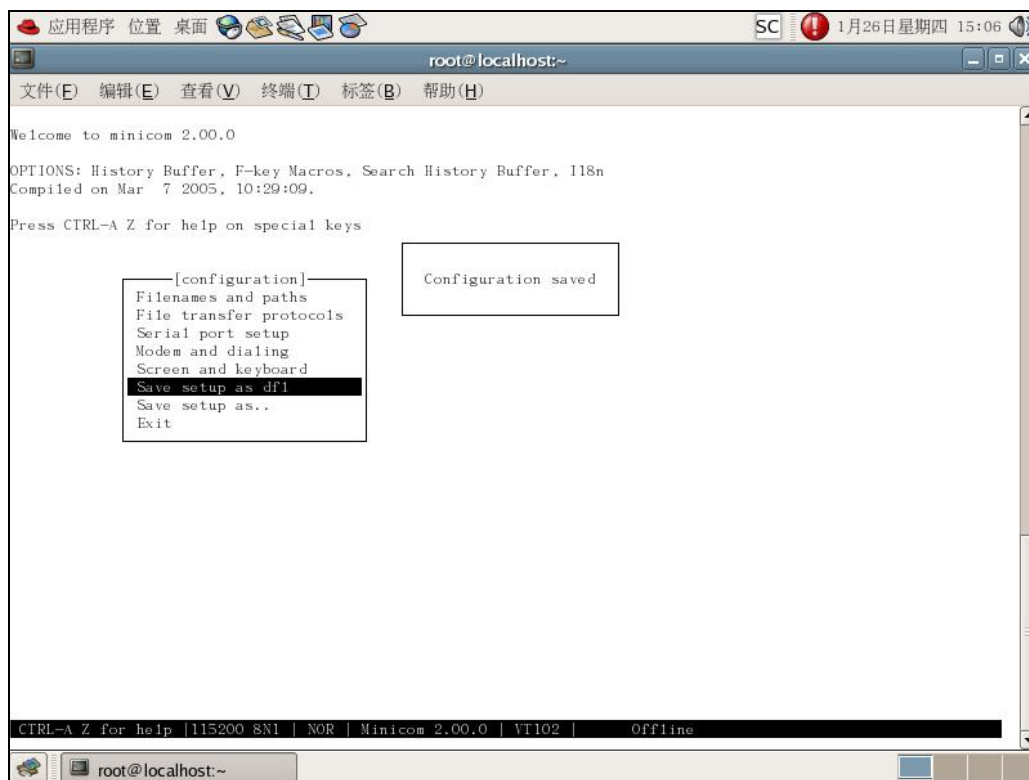 应用程序 位置 桌面 SC 1月26日星期四 15:06
root@localhost:~
文件(F) 编辑(E) 查看(V) 终端(T) 标签(B) 帮助(H)
Welcome to minicom 2.00.0
OPTIONS: History Buffer, F-key Macros, Search History Buffer, I18n
Compiled on Mar 7 2005, 10:29:09.
Press CTRL-A Z for help on special keys
Configuration saved
[configuration]
Filenames and paths
File transfer protocols
Serial port setup
Modem and dialing
Screen and keyboard
Save setup as dfl
Save setup as..
Exit
CTRL-A Z for help |115200 8N1 | NOR | Minicom 2.00.0 | VT102 | Offline
root@localhost:~